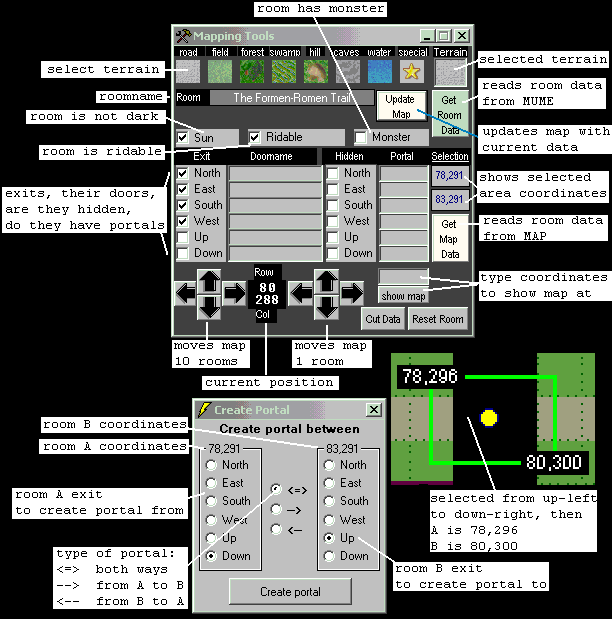 room has monster
Mapping Tools
road field forest swamp hill caves water special Terrain
select terrain
selected terrain
roomname
Room The Formen-Romen Trail
Update Map
Get Room Data
reads room data
from MUME
room is not dark
Sun Ridable Monster
updates map with
current data
room is ridable
Exit Doorname Hidden Portal Selection
North North
East East
South South
West West
Up Up
Down Down
78,291
83,291
Get Map Data
exits, their doors,
are they hidden,
do they have portals
shows selected
area coordinates
reads room data
from MAP
Row
80
288
Col
show map
type coordinates
to show map at
Cut Data Reset Room
moves map
10 rooms
moves map
1 room
current position
78,296
80,300
selected from up-left
to down-right, then
A is 78,296
B is 80,300
Create Portal
Create portal between
room B coordinates
room A coordinates
78,291 83,291
North North
East <=> East
South --> South
West <-- West
Up Up
Down Down
Create portal
room A exit
to create portal from
type of portal:
<=> both ways
--> from A to B
<-- from B to A
room B exit
to create portal to